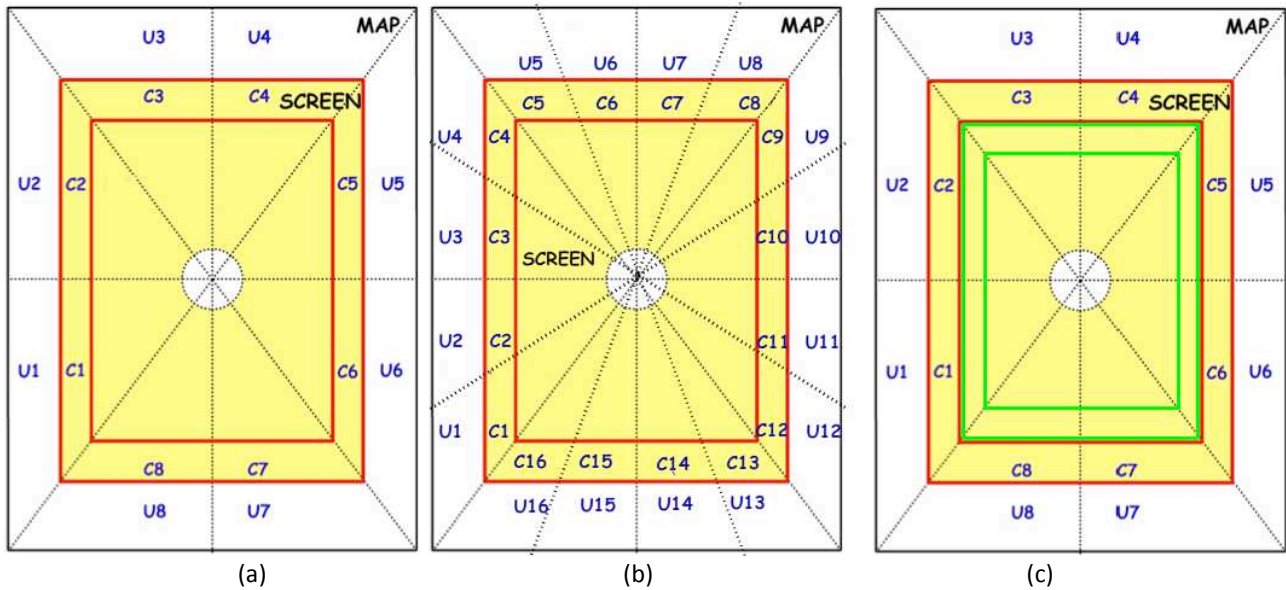 MAP
U3 U4
C3 C4 SCREEN
U2 C2 C5 U5
U1 C1 C6 U6
C8 C7
U8 U7
(a)
MAP
U5 U6 U7 U8
C5 C6 C7 C8
U4 C4 C9 U9
U3 C3 C10 U10
SCREEN
U2 C2 C11 U11
U1 C1 C12 U12
C16 C15 C14 C13
U16 U15 U14 U13
(b)
MAP
U3 U4
C3 C4 SCREEN
U2 C2 C5 U5
U1 C1 C6 U6
C8 C7
U8 U7
(c)